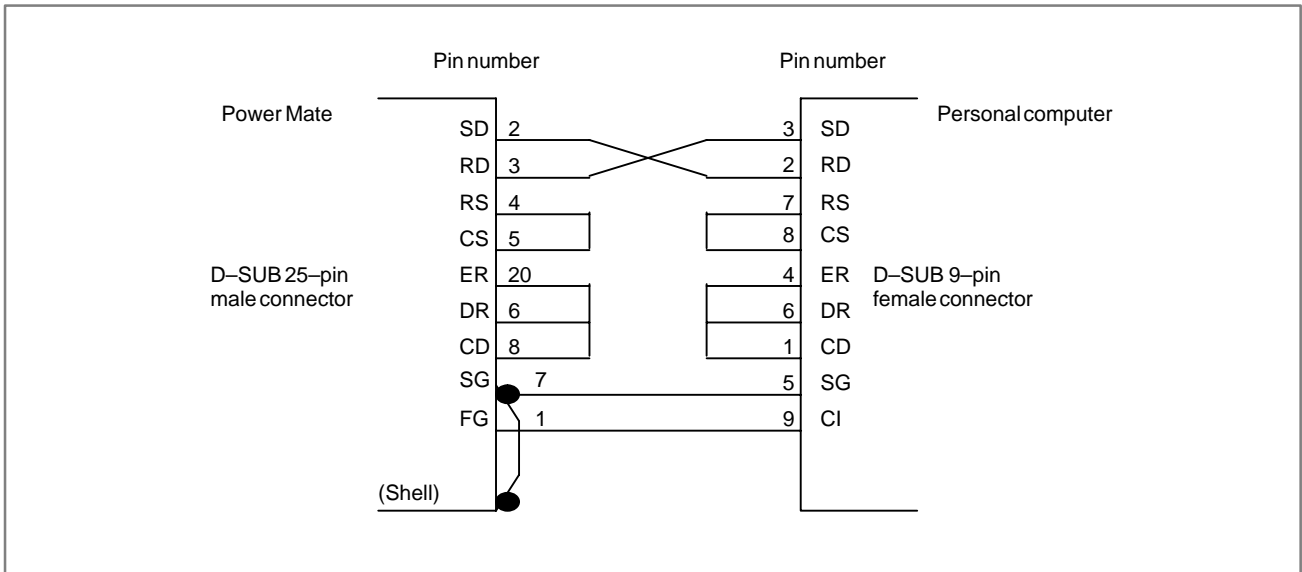 Pin number Pin number
Power Mate Personal computer
SD 2 3 SD
RD 3 2 RD
RS 4 7 RS
CS 5 8 CS
D–SUB 25–pin
male connector
ER 20 4 ER
D–SUB 9–pin
female connector
DR 6 6 DR
CD 8 1 CD
SG 7 5 SG
FG 1 9 CI
(Shell)